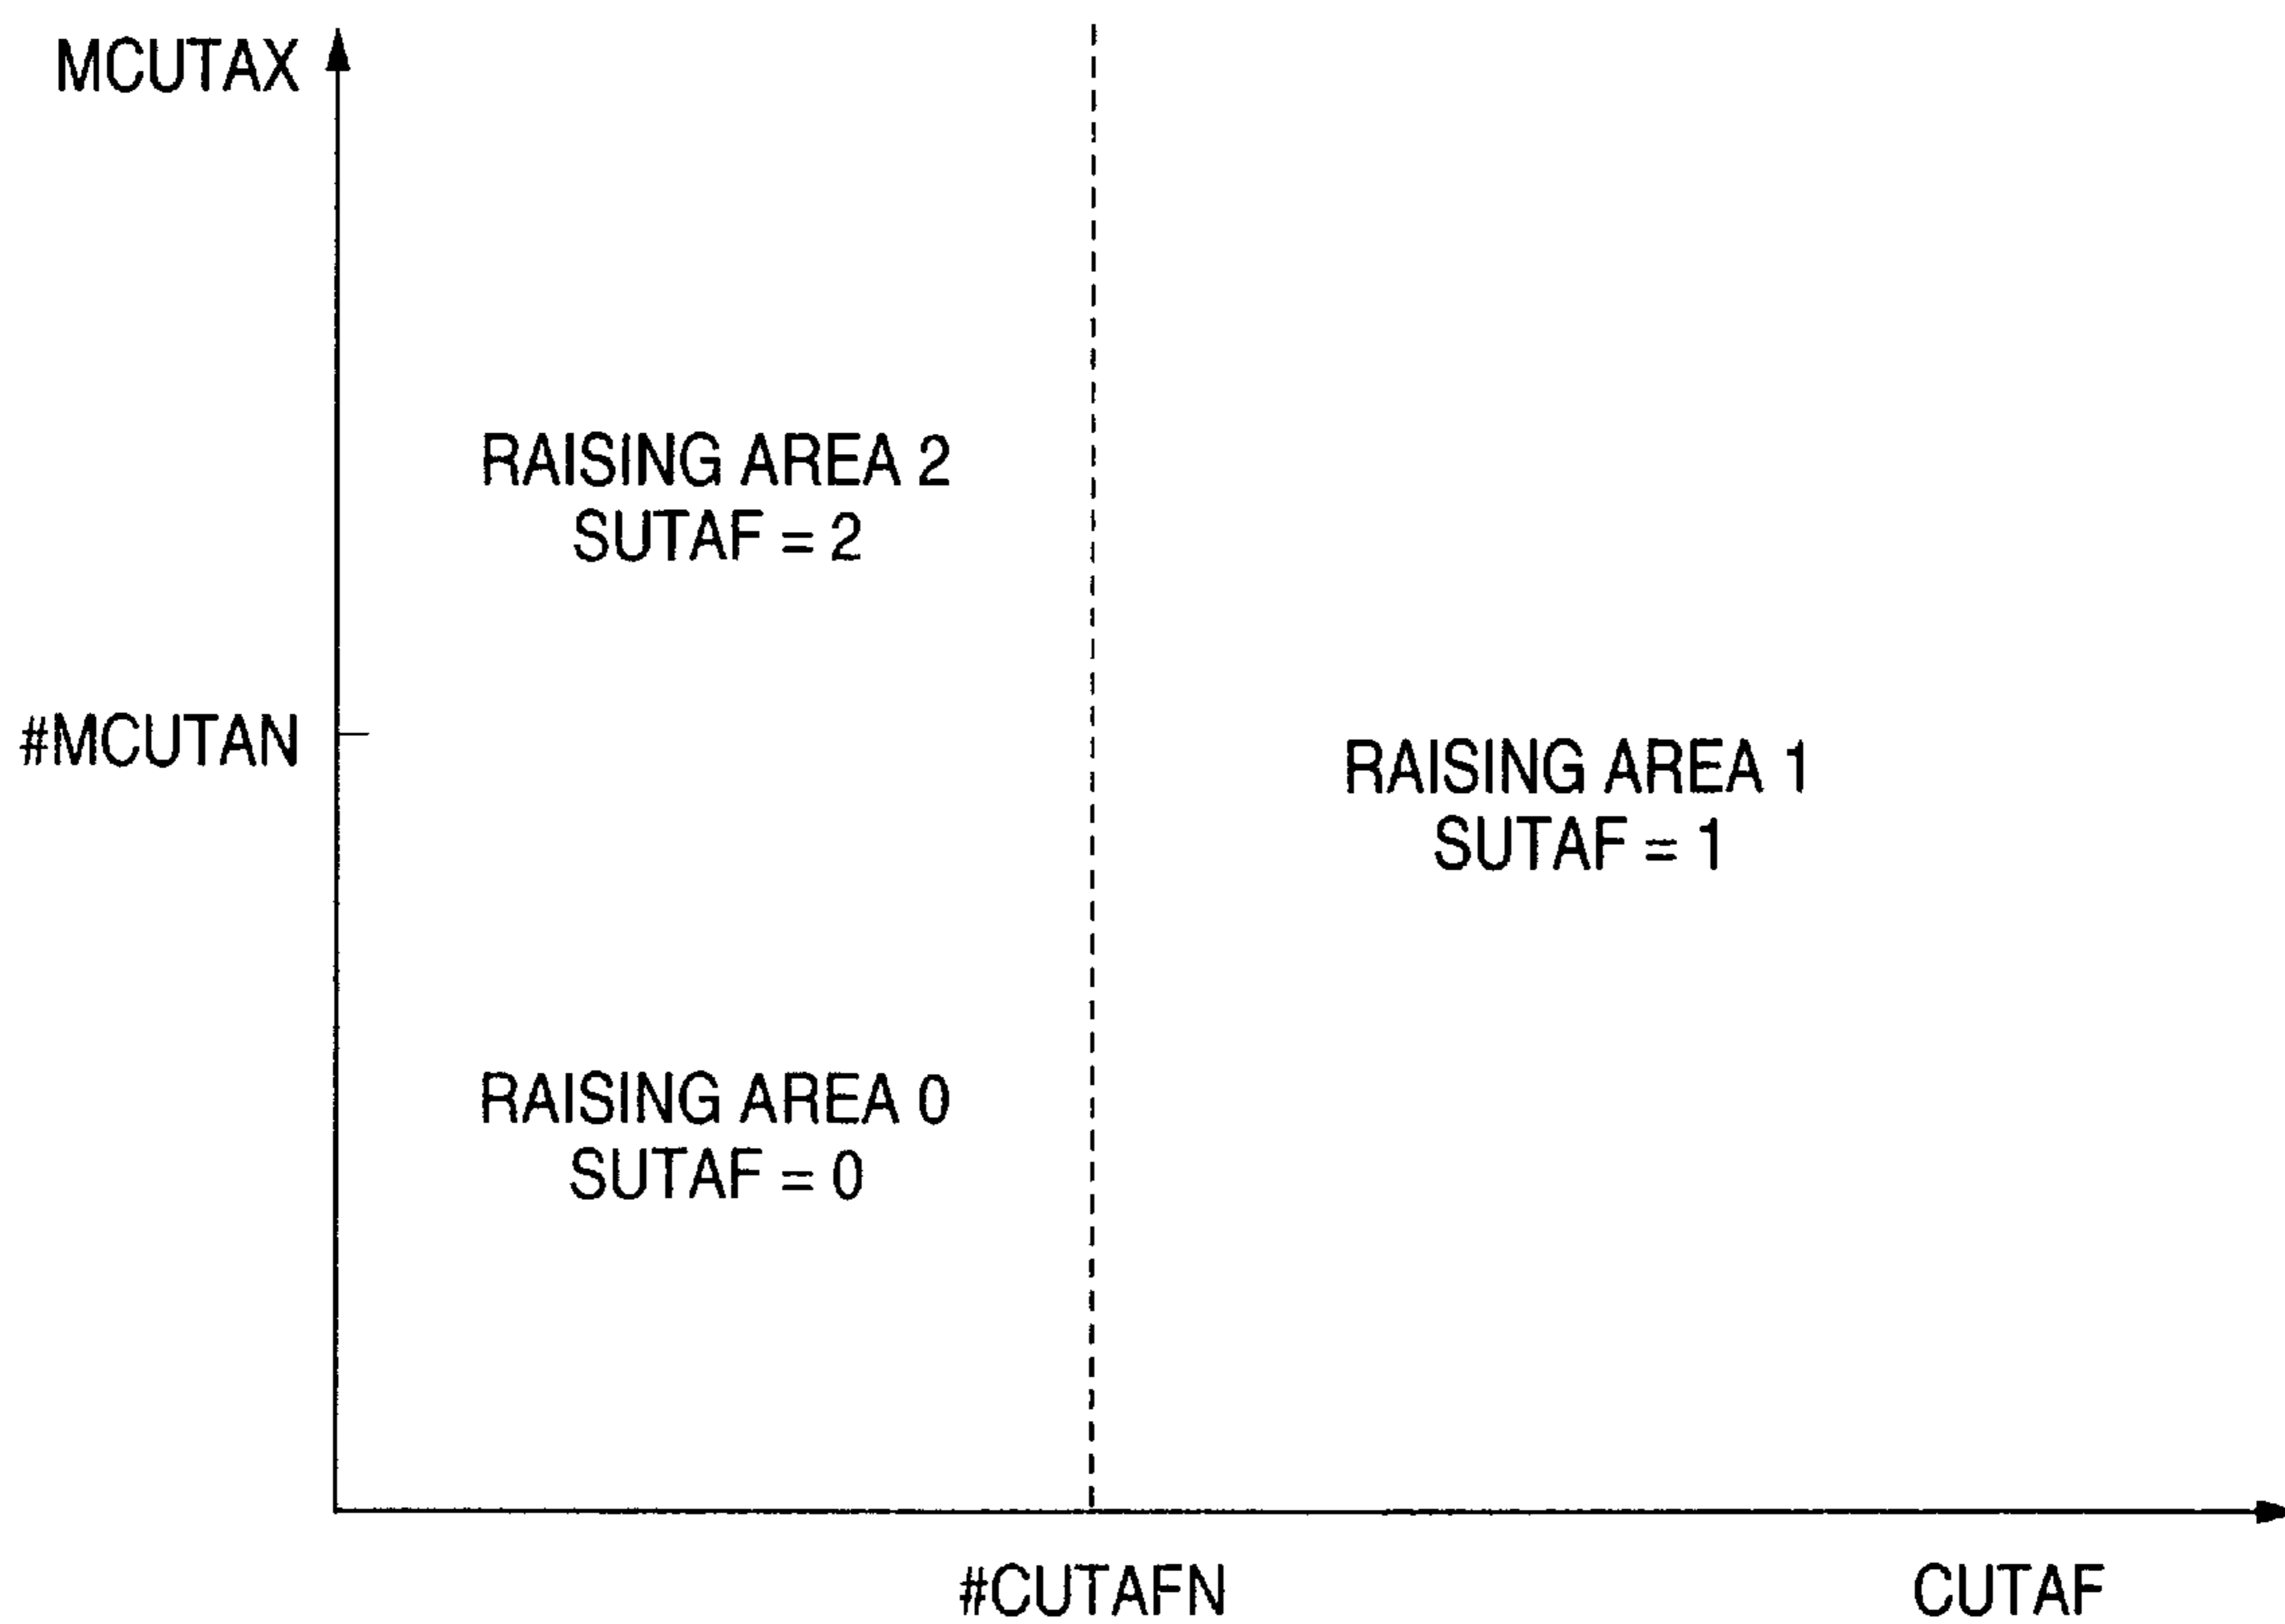 MCUTAX
RAISING AREA 2
SUTAF = 2
#MCUTAN
RAISING AREA 1
SUTAF = 1
RAISING AREA 0
SUTAF = 0
#CUTAFN
CUTAF